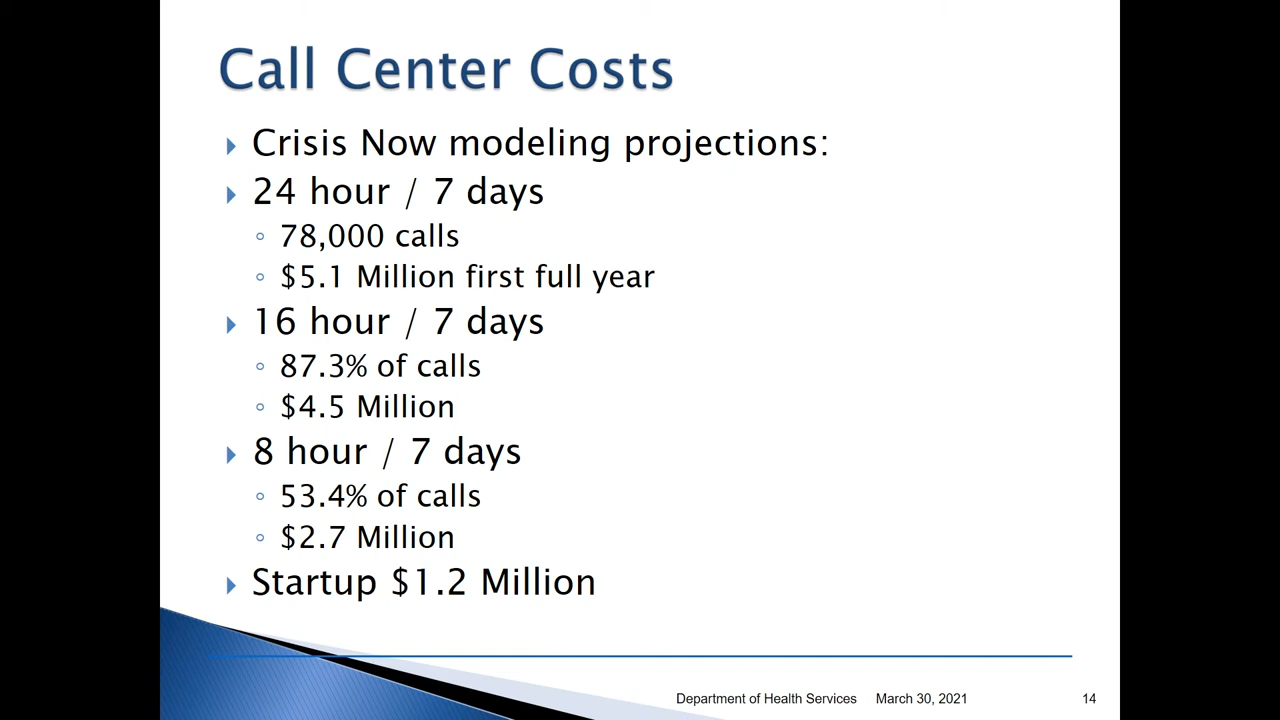 Call Center Costs
Crisis Now modeling projections:
24 hour / 7 days
78,000 calls
$5.1 Million first full year
16 hour / 7 days
87.3% of calls
$4.5 Million
8 hour / 7 days
53.4% of calls
$2.7 Million
Startup $1.2 Million
Department of Health Services March 30, 2021 14